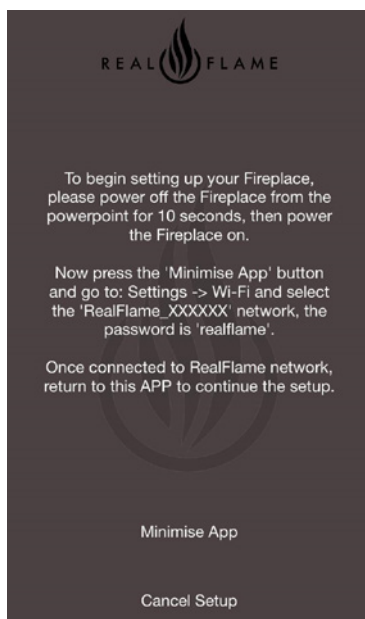 REAL FLAME
To begin setting up your Fireplace,
please power off the Fireplace from the
powerpoint for 10 seconds, then power
the Fireplace on.
Now press the 'Minimise App' button
and go to: Settings -> Wi-Fi and select
the 'RealFlame_XXXXXX' network, the
password is 'realflame'.
Once connected to RealFlame network,
return to this APP to continue the setup.
Minimise App
Cancel Setup